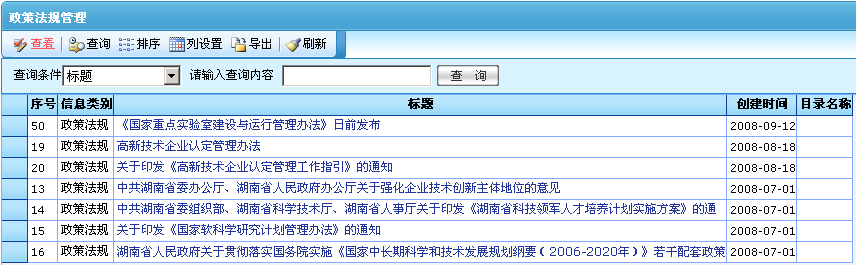 政策法规管理
查看 查询 排序 列设置 导出 刷新
查询条件 标题 请输入查询内容 查 询
序号 信息类别 标题 创建时间 目录名称
50 政策法规 《国家重点实验室建设与运行管理办法》日前发布 2008-09-12
19 政策法规 高新技术企业认定管理办法 2008-08-18
20 政策法规 关于印发《高新技术企业认定管理工作指引》的通知 2008-08-18
13 政策法规 中共湖南省委办公厅、湖南省人民政府办公厅关于强化企业技术创新主体地位的意见 2008-07-01
14 政策法规 中共湖南省委组织部、湖南省科学技术厅、湖南省人事厅关于印发《湖南省科技领军人才培养计划实施方案》的通 2008-07-01
15 政策法规 关于印发《国家软科学研究计划管理办法》的通知 2008-07-01
16 政策法规 湖南省人民政府关于贯彻落实国务院实施《国家中长期科学和技术发展规划纲要（2006-2020年）》若干配套政策 2008-07-01